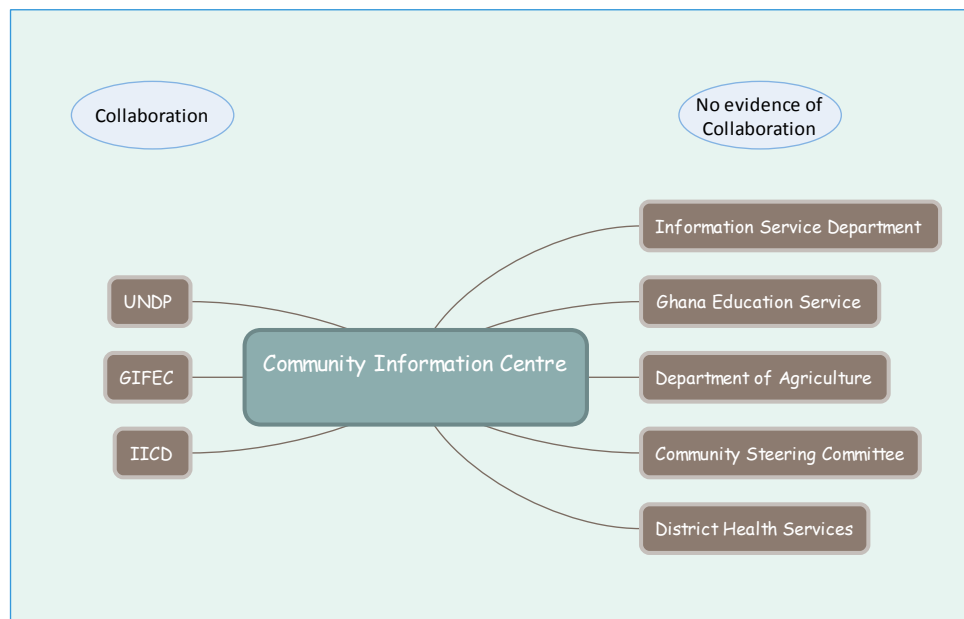 Collaboration
No evidence of
Collaboration
Information Service Department
UNDP
Ghana Education Service
Community Information Centre
GIFEC
Department of Agriculture
IICD
Community Steering Committee
District Health Services